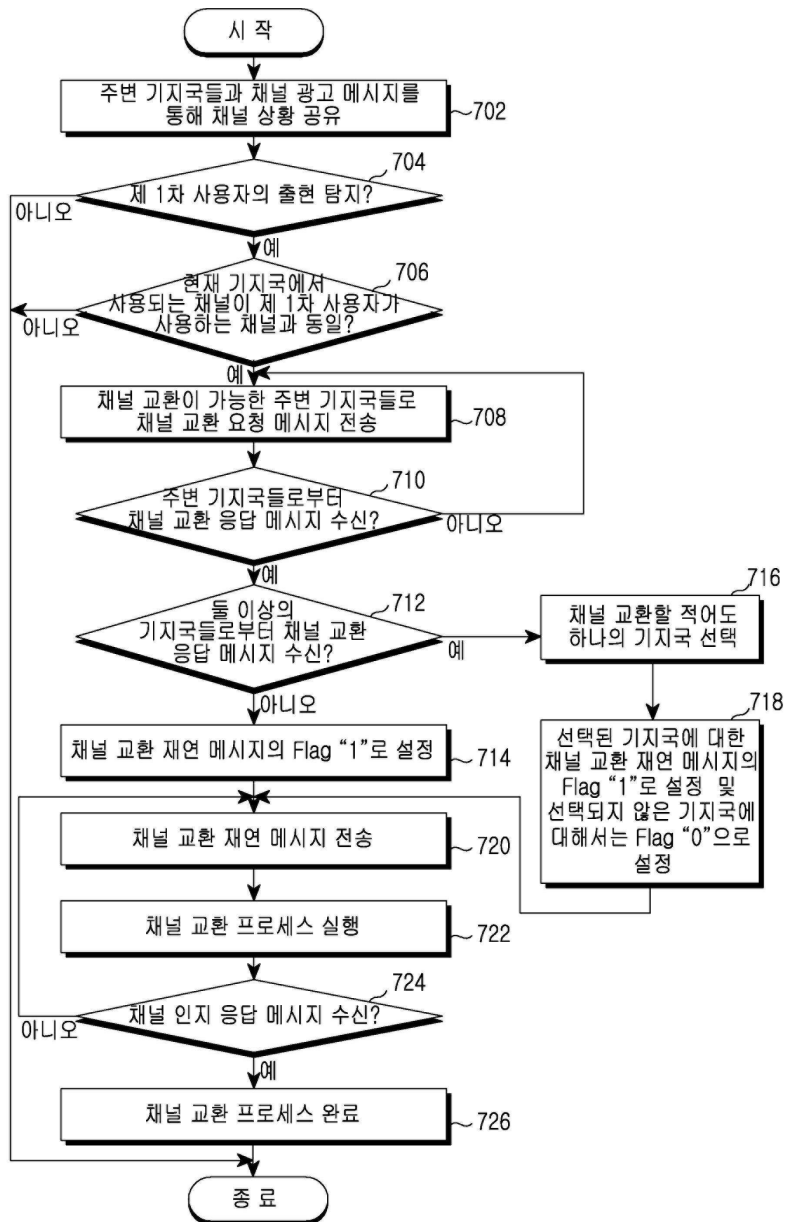 시 작
주변 기지국들과 채널 광고 메시지를
통해 채널 상황 공유
702
704
제 1차 사용자의 출현 탐지?
아니오
예
706
현재 기지국에서
사용되는 채널이 제 1차 사용자가
사용하는 채널과 동일?
아니오
예
채널 교환이 가능한 주변 기지국들로
채널 교환 요청 메시지 전송
708
710
주변 기지국들로부터
채널 교환 응답 메시지 수신?
아니오
예
712
둘 이상의
기지국들로부터 채널 교환
응답 메시지 수신?
예
아니오
716
채널 교환할 적어도
하나의 기지국 선택
채널 교환 재연 메시지의 Flag “1”로 설정
714
718
선택된 기지국에 대한
채널 교환 재연 메시지의
Flag “1”로 설정 및
선택되지 않은 기지국에
대해서는 Flag “0”으로
설정
채널 교환 재연 메시지 전송
720
채널 교환 프로세스 실행
722
724
채널 인지 응답 메시지 수신?
아니오
예
채널 교환 프로세스 완료
726
종 료